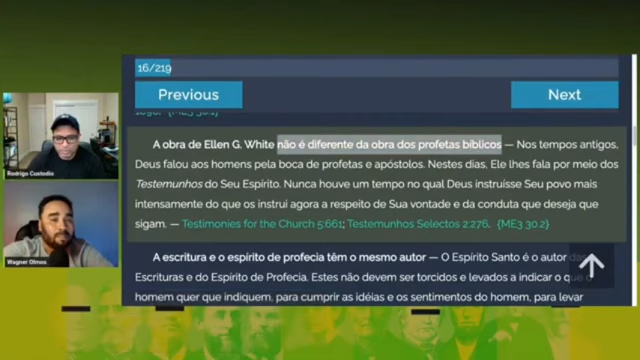 16/219
Previous
Next
1890. {ME3 30.1}
A obra de Ellen G. White não é diferente da obra dos profetas bíblicos — Nos tempos antigos,
Deus falou aos homens pela boca de profetas e apóstolos. Nestes dias, Ele lhes fala por meio dos
Testemunhos do Seu Espírito. Nunca houve um tempo no qual Deus instruísse Seu povo mais
intensamente do que os instrui agora a respeito de Sua vontade e da conduta que deseja que
sigam. — Testimonies for the Church 5:661; Testemunhos Selectos 2:276. {ME3 30.2}
A escritura e o espírito de profecia têm o mesmo autor — O Espírito Santo é o autor das
Escrituras e do Espírito de Profecia. Estes não devem ser torcidos e levados a indicar o que o
homem quer que indiquem, para cumprir as idéias e os sentimentos do homem, para levar
Rodrigo Custodio
Wagner Olmos